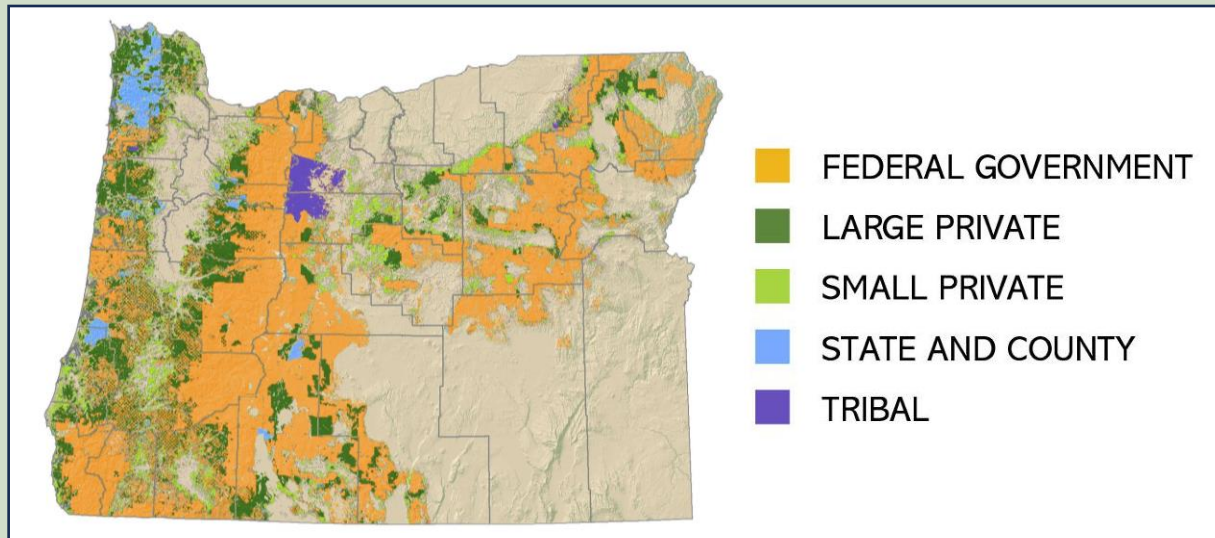 FEDERAL GOVERNMENT
LARGE PRIVATE
SMALL PRIVATE
STATE AND COUNTY
TRIBAL